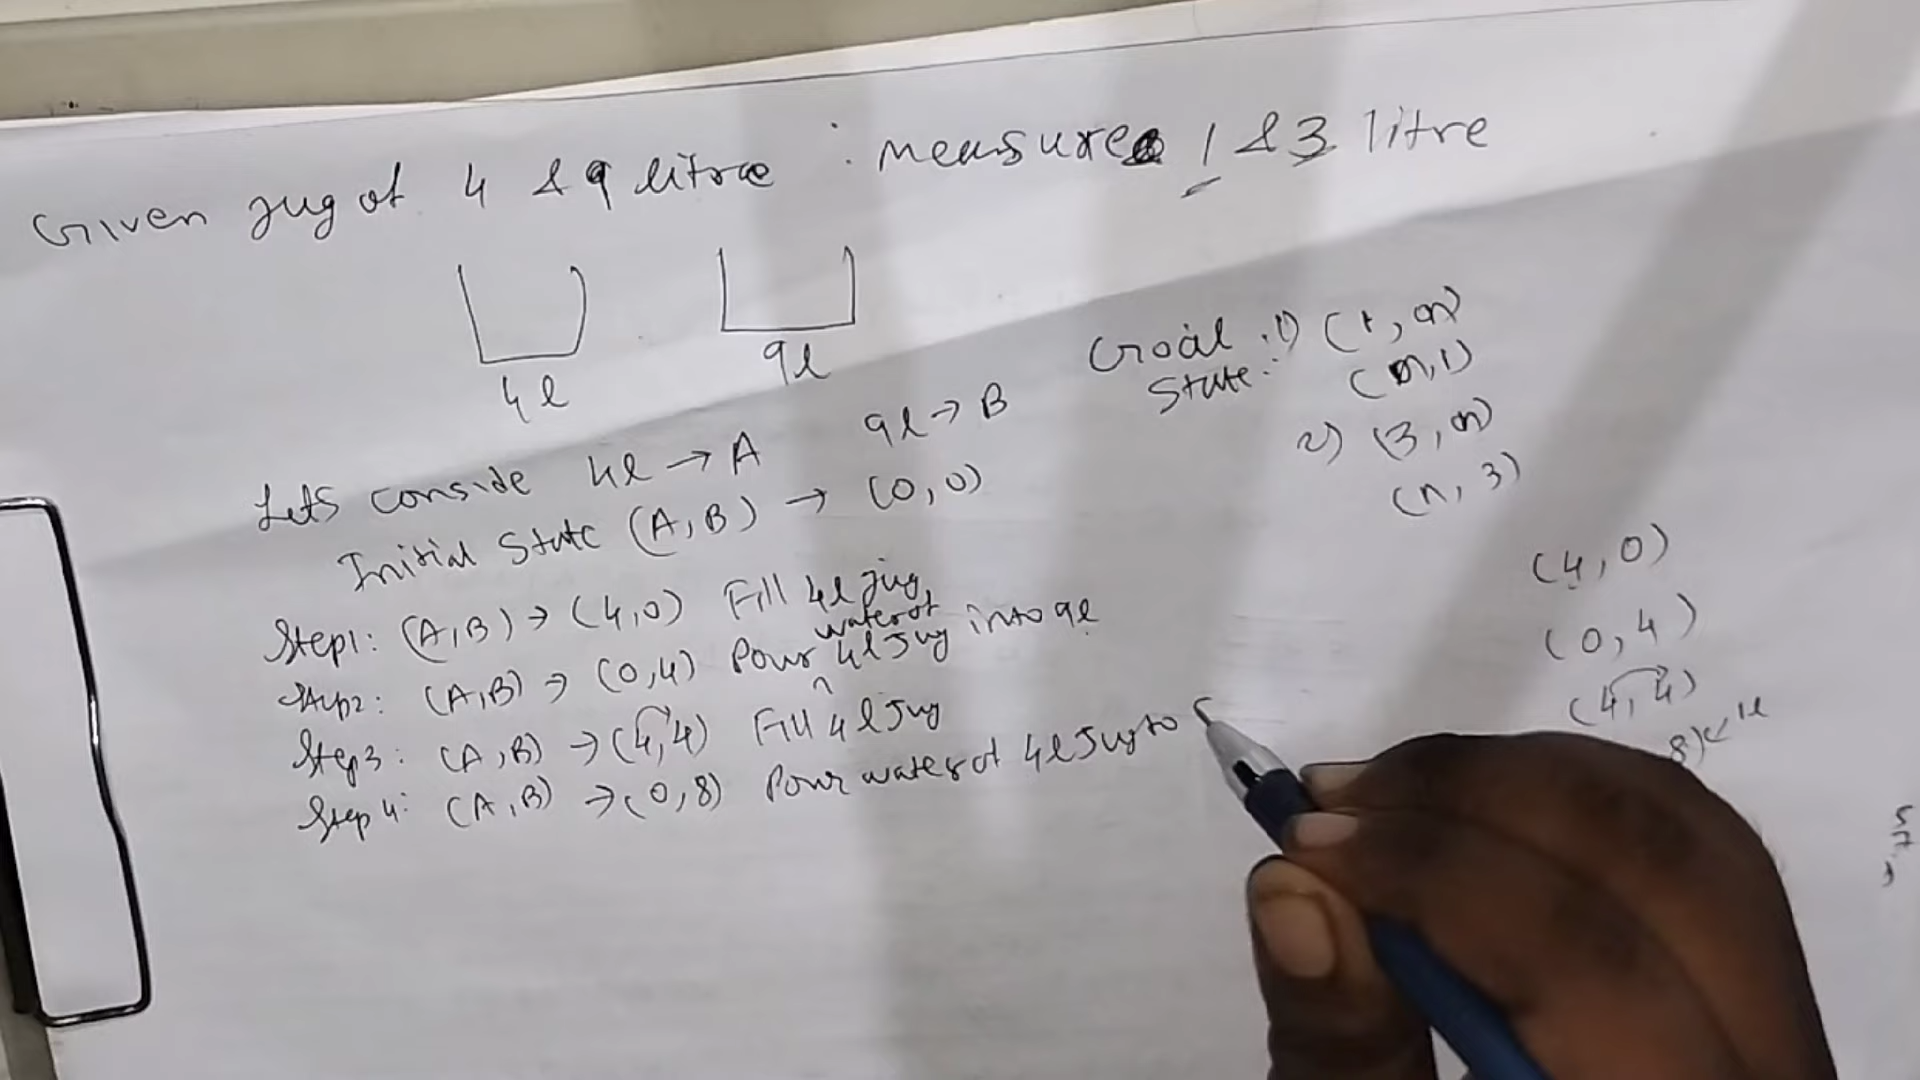 Given jug of 4 & 9 litre : measure 1 & 3 litre
4l
9l
Goal State: 1) (1, n)
(n, 1)
2) (3, n)
(n, 3)
Lets conside 4l → A 9l → B
Initial State (A, B) → (0, 0)
Step1: (A, B) → (4, 0) Fill 4l jug
Step2: (A, B) → (0, 4) Pour water of 4l Jug into 9l
Step3: (A, B) → (4, 4) Fill 4l Jug
Step 4: (A, B) → (0, 8) Pour water of 4l Jug to
(4, 0)
(0, 4)
(4, 4)
8) < 1l